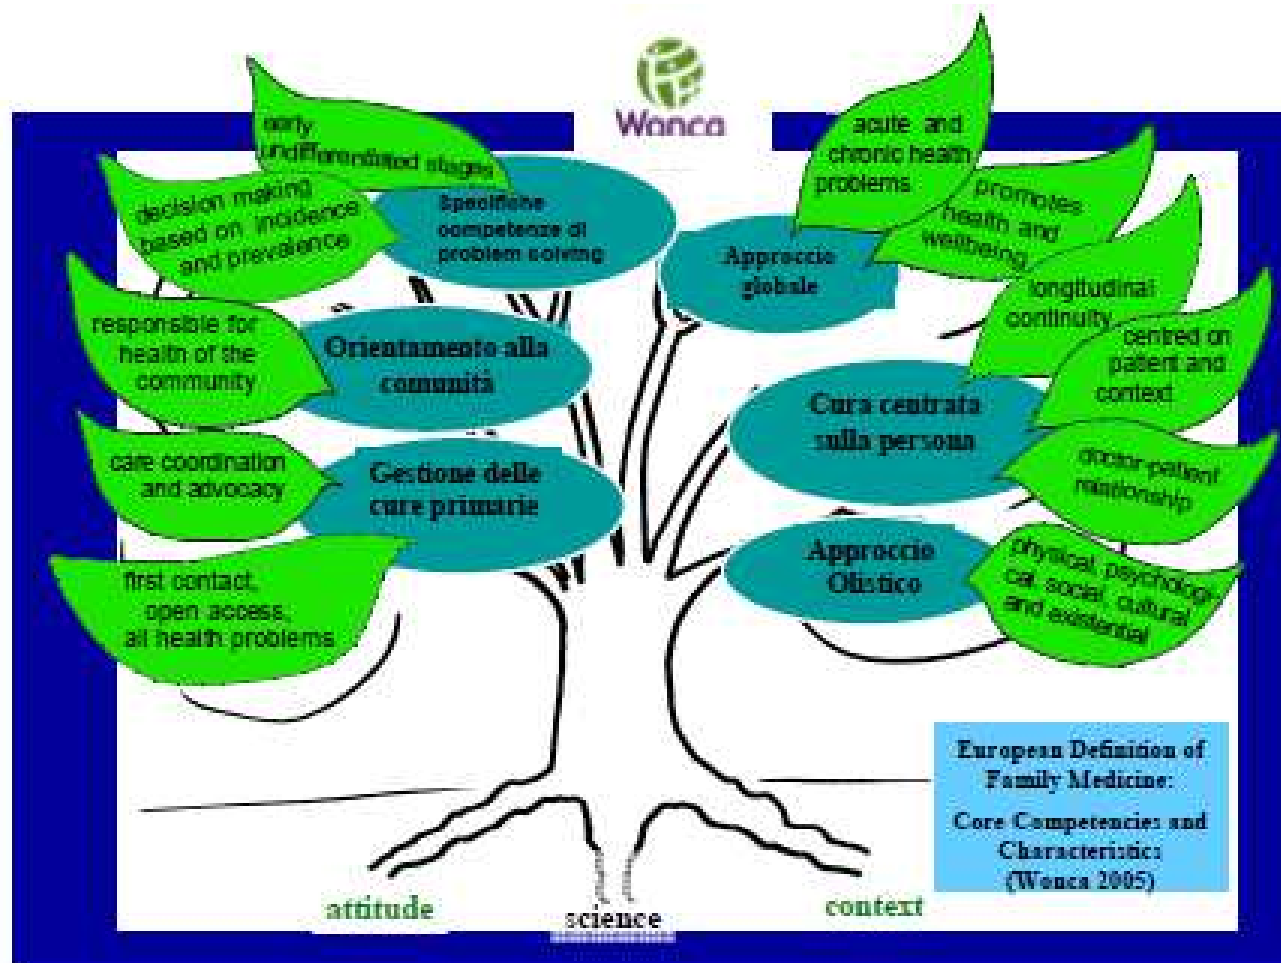 Wonca
early
undifferentiated stages
decision making
based on incidence
and prevalence
Specifiche
competenze di
problem solving
responsible for
health of the
community
Orientamento alla
comunità
care coordination
and advocacy
Gestione delle
cure primarie
first contact,
open access,
all health problems
acute and
chronic health
problems
promotes
health and
wellbeing
Approccio
globale
longitudinal
continuity
centred on
patient and
context
Cura centrata
sulla persona
doctor-patient
relationship
Approccio
Olistico
physical, psychologi-
cal, social, cultural
and existential
European Definition of
Family Medicine:
Core Competencies and
Characteristics
(Wonca 2005)
attitude
science
context